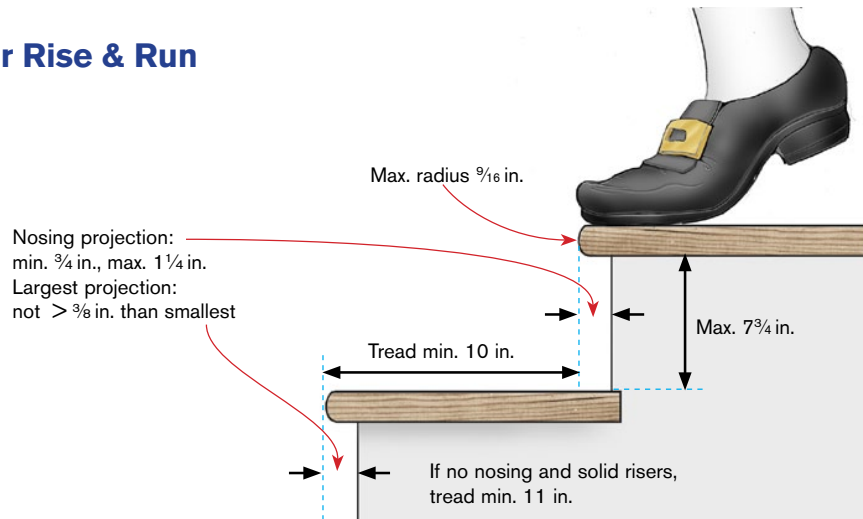 r Rise & Run
Max. radius 9/16 in.
Nosing projection:
min. 3/4 in., max. 1 1/4 in.
Largest projection:
not > 3/8 in. than smallest
Max. 7 3/4 in.
Tread min. 10 in.
If no nosing and solid risers,
tread min. 11 in.